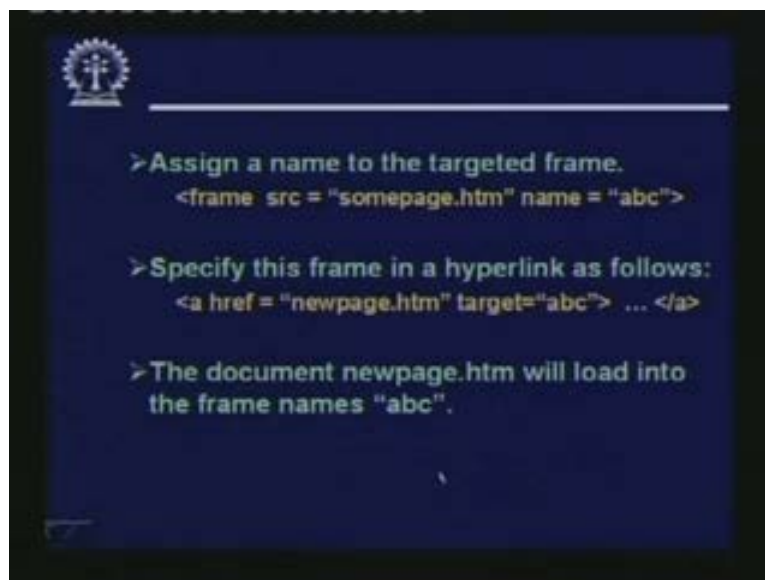 ➢Assign a name to the targeted frame.
<frame src = “somepage.htm” name = “abc”>
➢Specify this frame in a hyperlink as follows:
<a href = “newpage.htm” target=“abc”> ... </a>
➢The document newpage.htm will load into
the frame names “abc”.